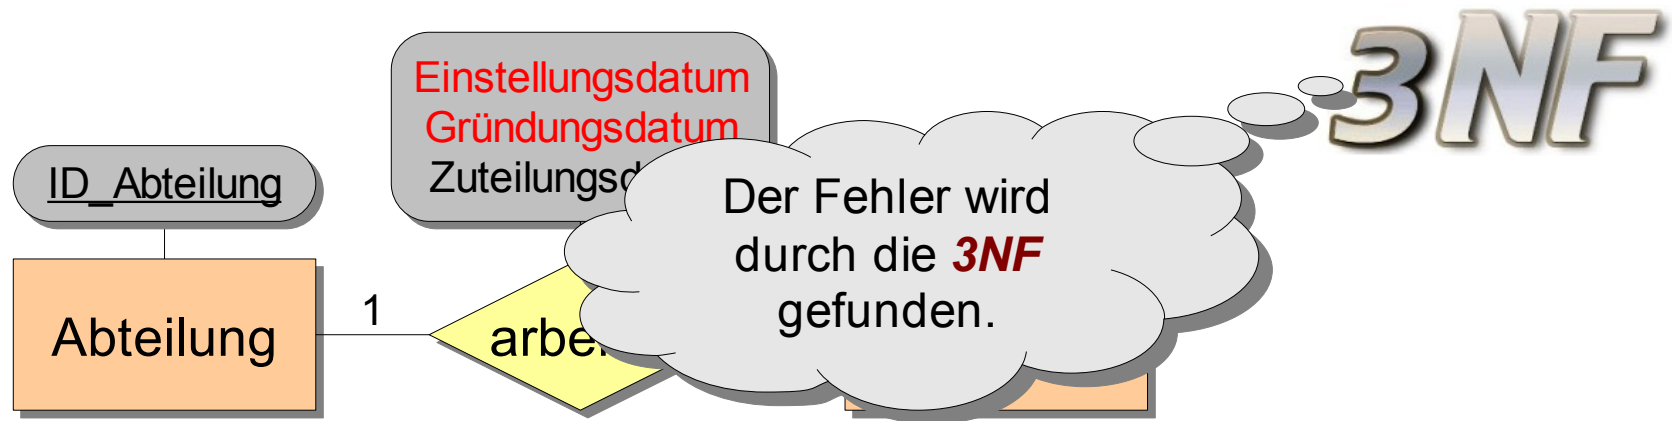 3NF
Einstellungsdatum
Gründungsdatum
ID_Abteilung
Der Fehler wird
durch die 3NF
gefunden.
Abteilung
1